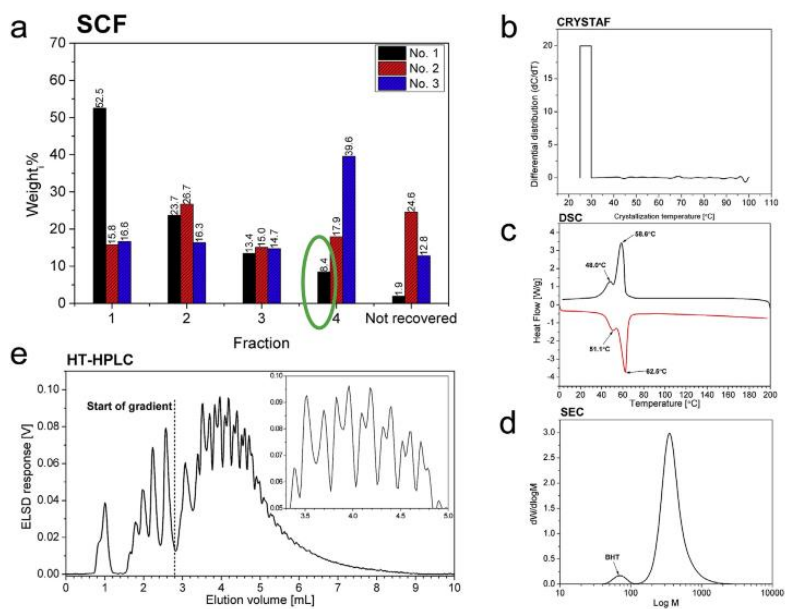 a SCF
No. 1
No. 2
No. 3
Weight,%
70
60
50
40
30
20
10
0
52.5
15.8
16.6
23.7
26.7
16.3
13.4
15.0
14.7
8.4
17.9
39.6
1.9
24.6
12.8
1 2 3 4 Not recovered
Fraction
b CRYSTAF
Differential distribution (dC/dT)
20
15
10
5
0
20 30 40 50 60 70 80 90 100 110
Crystallization temperature [°C]
c DSC
Heat Flow [W/g]
4
3
2
1
0
-1
-2
-3
-4
58.6°C
48.0°C
51.1°C
62.5°C
0 20 40 60 80 100 120 140 160 180 200
Temperature [°C]
d SEC
dW/dlogM
3.0
2.5
2.0
1.5
1.0
0.5
0.0
BHT
10 100 1000 10000
Log M
e HT-HPLC
ELSD response [V]
0.10
0.08
0.06
0.04
0.02
0.00
Start of gradient
0.10
0.09
0.08
0.07
0.06
0.05
3.5 4.0 4.5 5.0
0 1 2 3 4 5 6 7 8 9 10
Elution volume [mL]